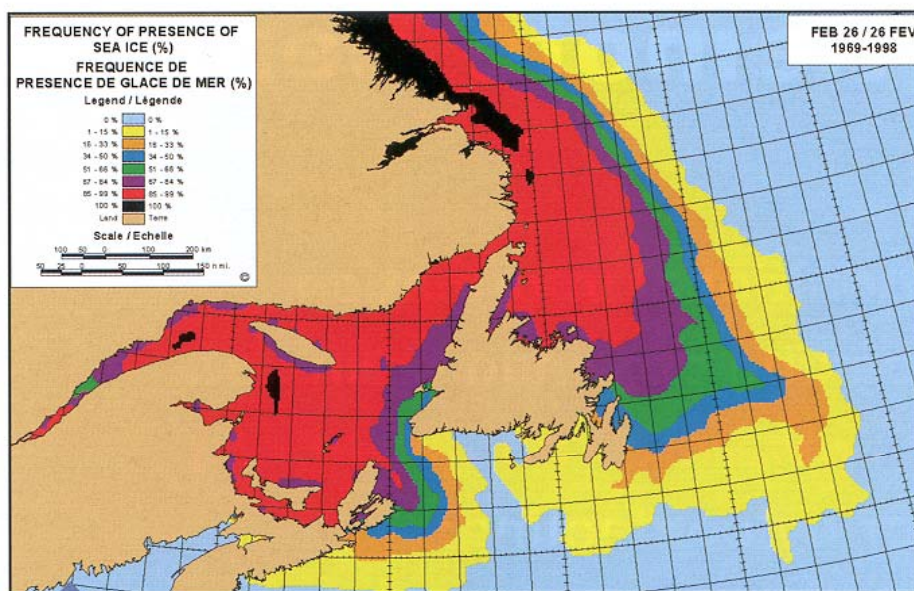 FREQUENCY OF PRESENCE OF
SEA ICE (%)
FREQUENCE DE
PRESENCE DE GLACE DE MER (%)
Legend / Légende
0 % 0 %
1 - 15 % 1 - 15 %
16 - 33 % 16 - 33 %
34 - 50 % 34 - 50 %
51 - 66 % 51 - 66 %
67 - 84 % 67 - 84 %
85 - 99 % 85 - 99 %
100 % 100 %
Land Terre
Scale / Echelle
100 50 0 100 200 km
50 25 0 50 100 150 n mi.
©
FEB 26 / 26 FEV
1969-1998